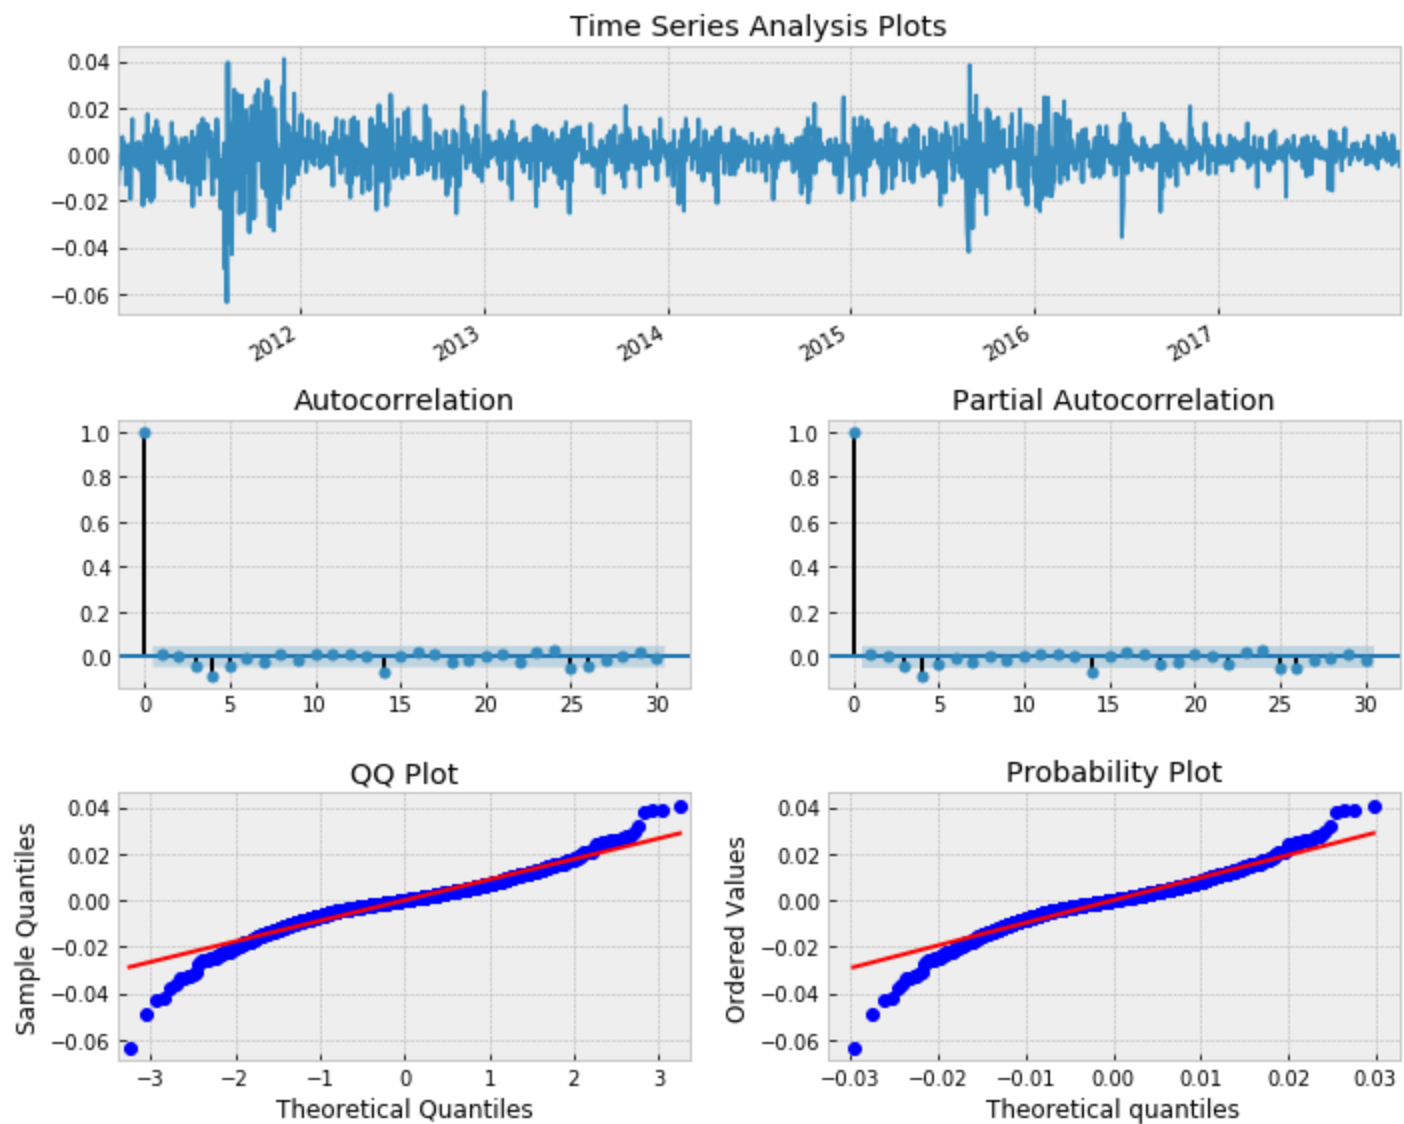 Time Series Analysis Plots
0.04
0.02
0.00
−0.02
−0.04
−0.06
2012 2013 2014 2015 2016 2017
Autocorrelation
1.0
0.8
0.6
0.4
0.2
0.0
0 5 10 15 20 25 30
Partial Autocorrelation
1.0
0.8
0.6
0.4
0.2
0.0
0 5 10 15 20 25 30
QQ Plot
Sample Quantiles
0.04
0.02
0.00
−0.02
−0.04
−0.06
−3 −2 −1 0 1 2 3
Theoretical Quantiles
Probability Plot
Ordered Values
0.04
0.02
0.00
−0.02
−0.04
−0.06
−0.03 −0.02 −0.01 0.00 0.01 0.02 0.03
Theoretical quantiles